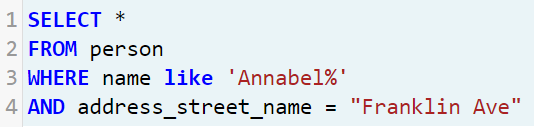 1 SELECT *
2 FROM person
3 WHERE name like 'Annabel%'
4 AND address_street_name = "Franklin Ave"